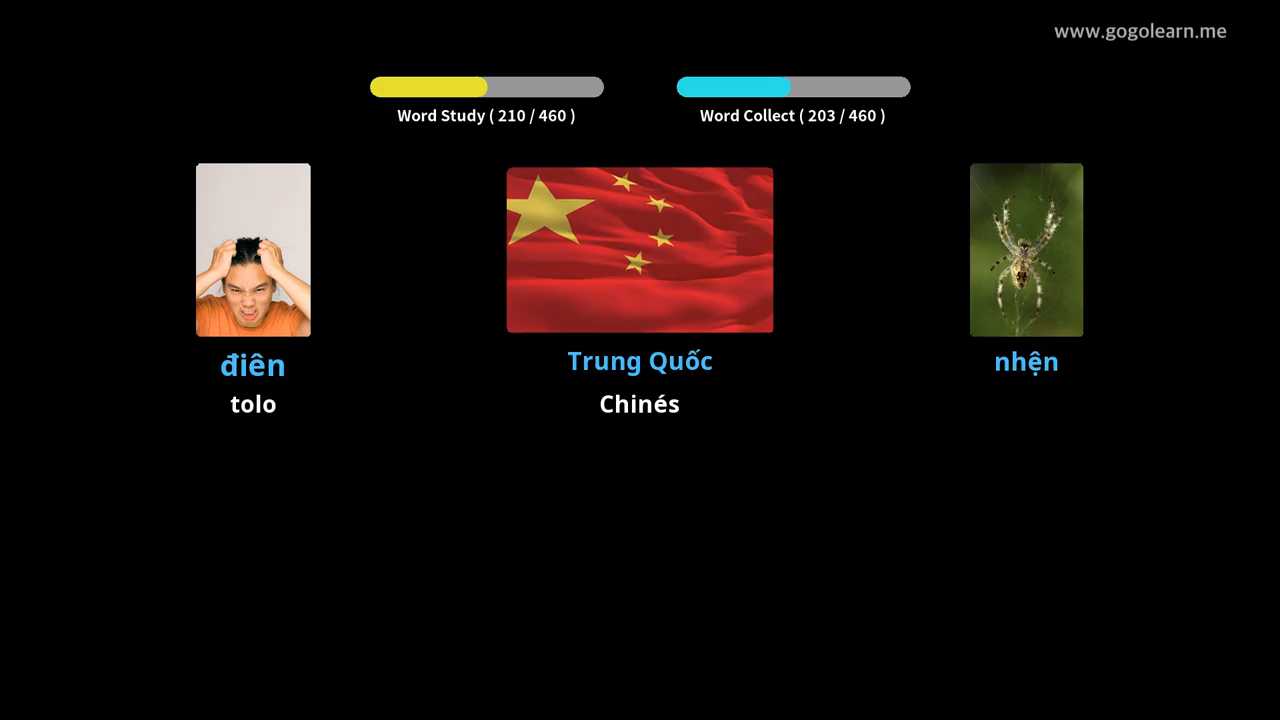 www.gogolearn.me
Word Study ( 210 / 460 )
Word Collect ( 203 / 460 )
điên
Trung Quốc
nhện
tolo
Chinés